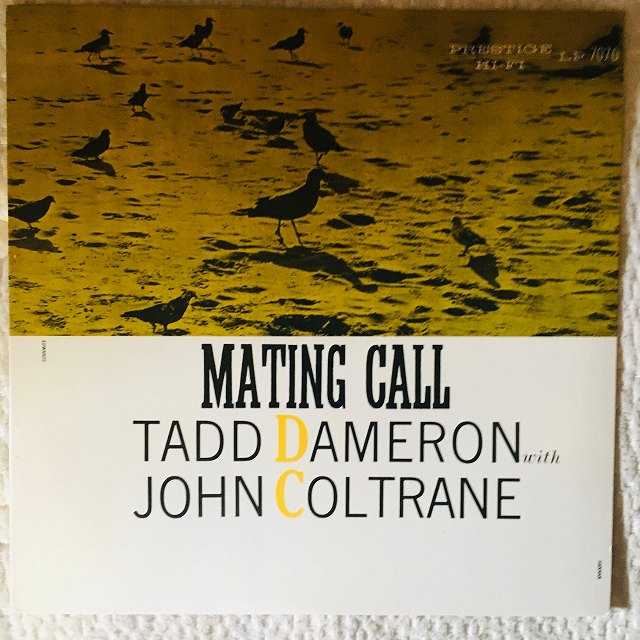 PRESTIGE LP 7070
HI-FI
MATING CALL
TADD DAMERON with
JOHN COLTRANE